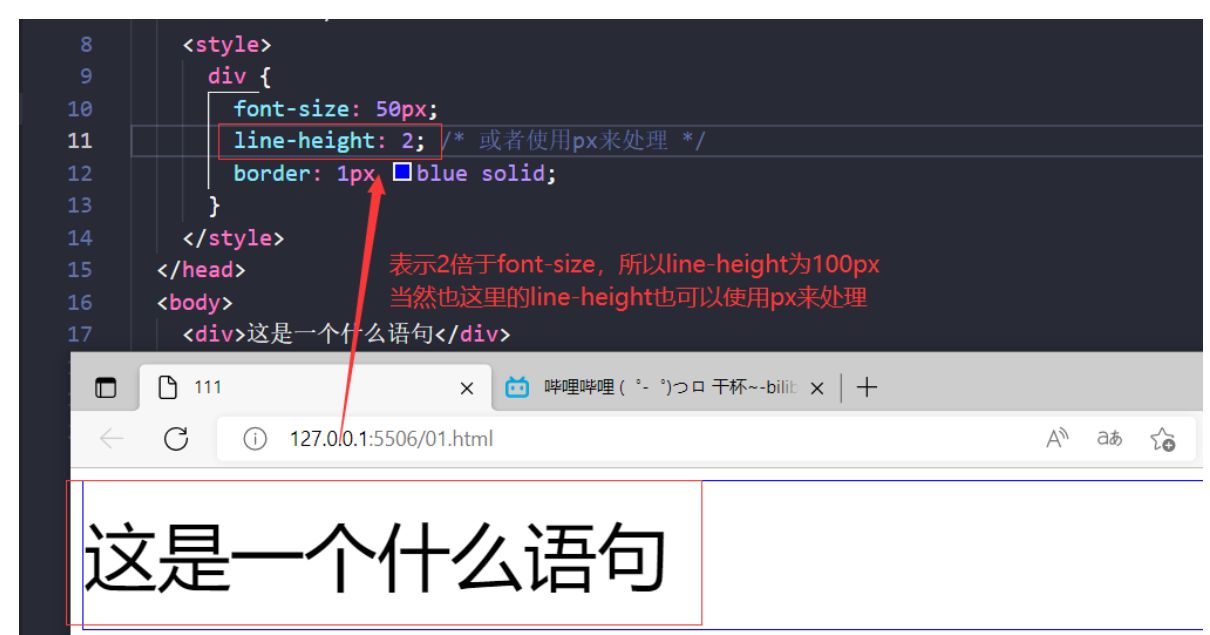 8 <style>
9 div {
10 font-size: 50px;
11 line-height: 2; /* 或者使用px来处理 */
12 border: 1px blue solid;
13 }
14 </style>
15 </head>
表示2倍于font-size，所以line-height为100px
16 <body>
当然也这里的line-height也可以使用px来处理
17 <div>这是一个什么语句</div>
111
哔哩哔哩 ( ゜- ゜)つロ 干杯~-bilib
127.0.0.1:5506/01.html
这是一个什么语句